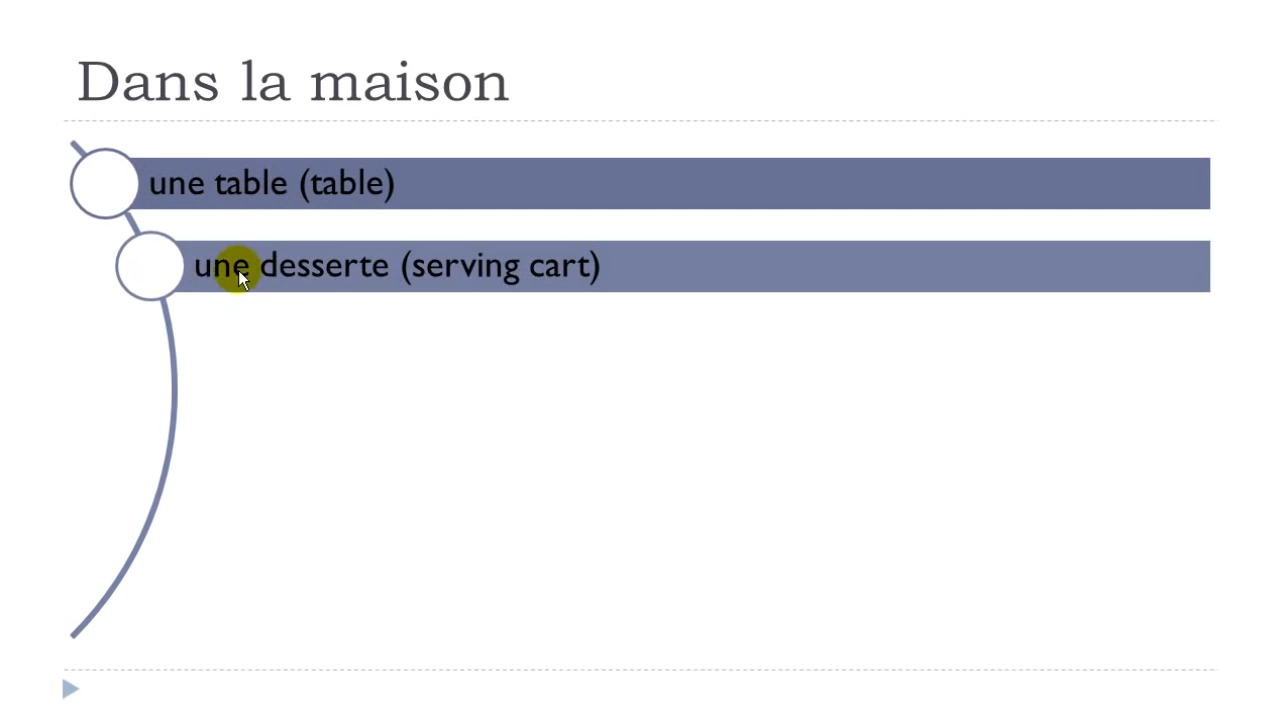 Dans la maison
une table (table)
une desserte (serving cart)